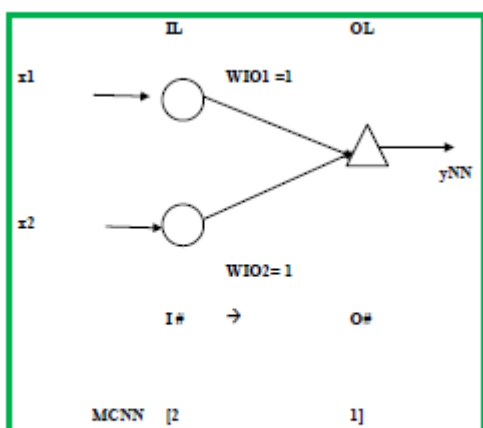 IL OL
x1 WIO1 =1
yNN
x2
WIO2= 1
I# → O#
MCNN [2 1]